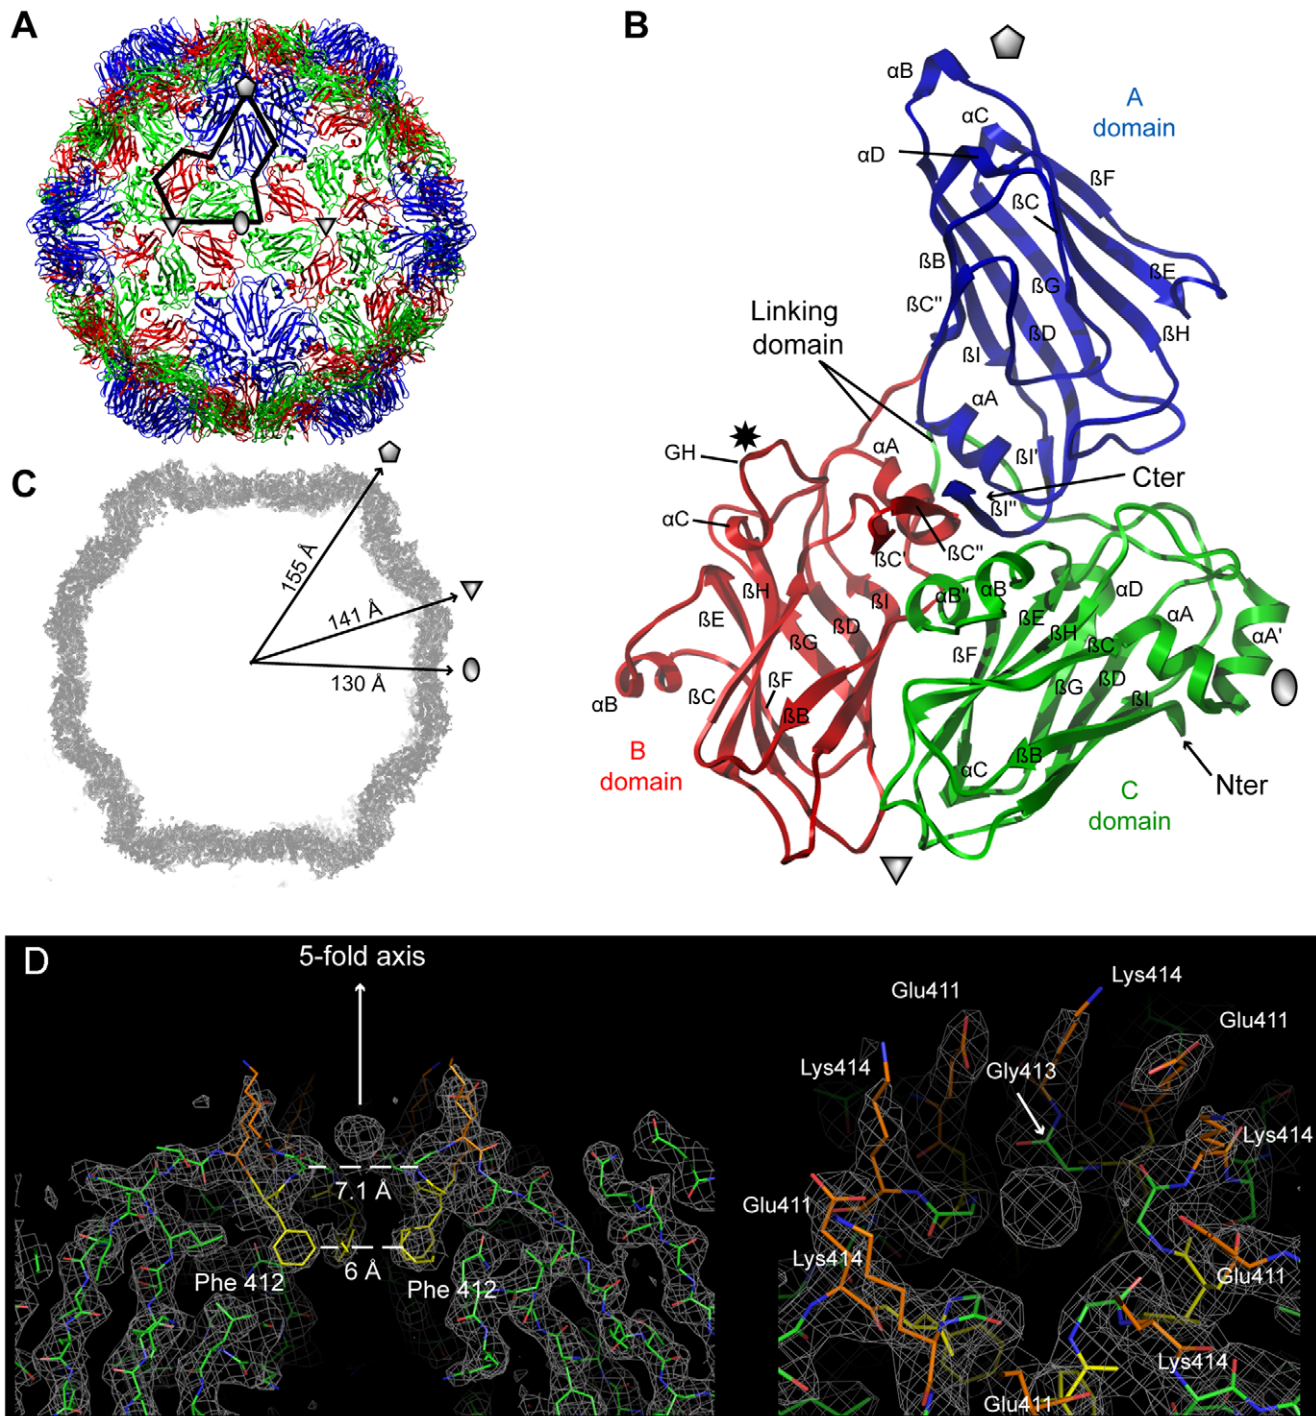 A
B
αB
A
domain
αC
αD
ßF
ßC
ßB
ßE
ßG
ßC"
ßH
Linking
domain
ßD
ßI
αA
GH
αA
ßI'
Cter
ßI"
αC
ßC'
ßC"
αD
αB"
αB
ßH
ßI
ßE
αA
αA'
ßE
ßD
ßH
ßG
ßF
ßC
ßD
ßG
ßI
αB
ßC
ßF
ßB
B
domain
αC
ßB
Nter
C
domain
C
155 Å
141 Å
130 Å
D
5-fold axis
7.1 Å
6 Å
Phe 412
Phe 412
Glu411
Lys414
Glu411
Lys414
Gly413
Lys414
Glu411
Lys414
Glu411
Lys414
Glu411